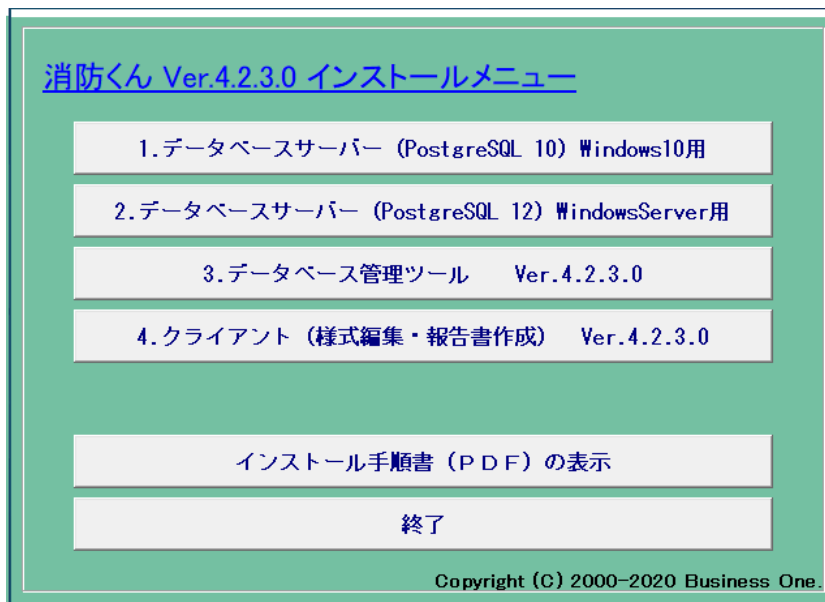 消防くん Ver.4.2.3.0 インストールメニュー
1.データベースサーバー (PostgreSQL 10) Windows10用
2.データベースサーバー (PostgreSQL 12) WindowsServer用
3.データベース管理ツール　　Ver.4.2.3.0
4.クライアント (様式編集・報告書作成)　　Ver.4.2.3.0
インストール手順書（ＰＤＦ）の表示
終了
Copyright (C) 2000-2020 Business One.